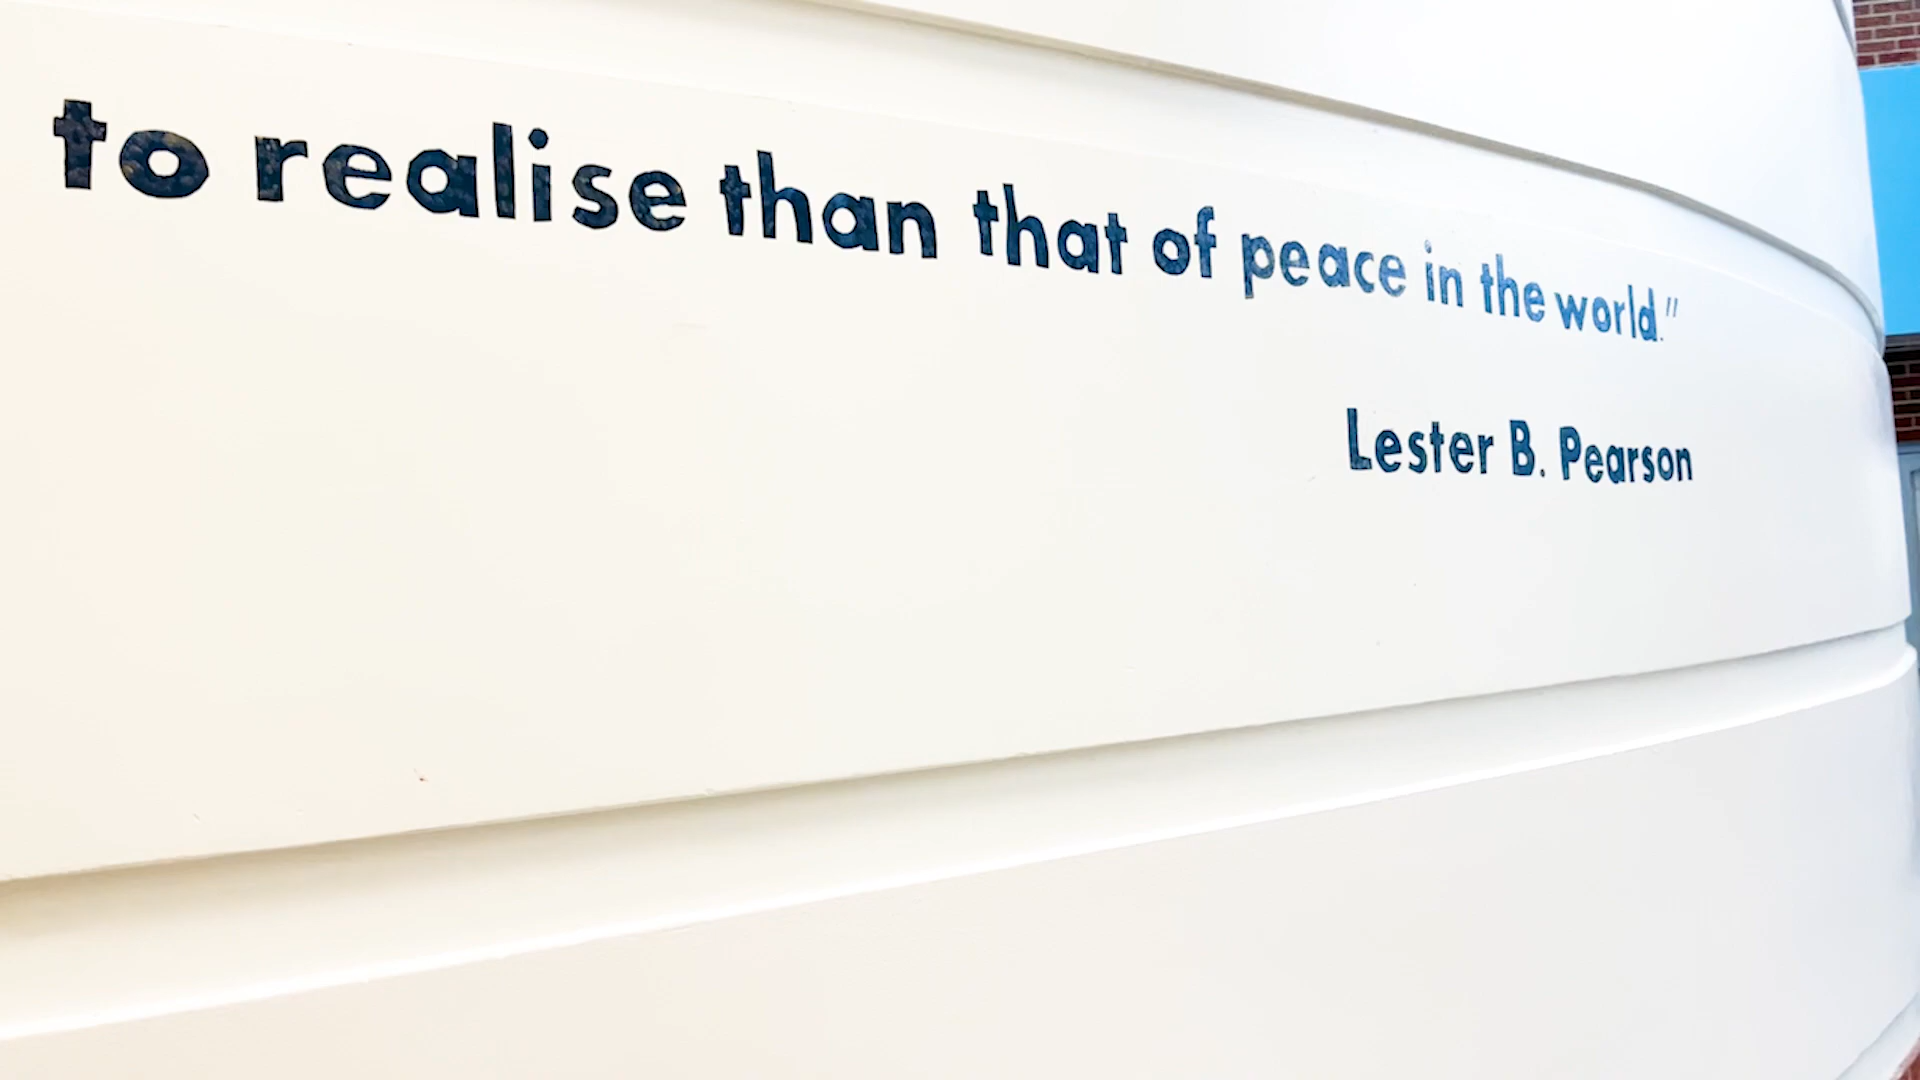 to realise than that of peace in the world."
Lester B. Pearson